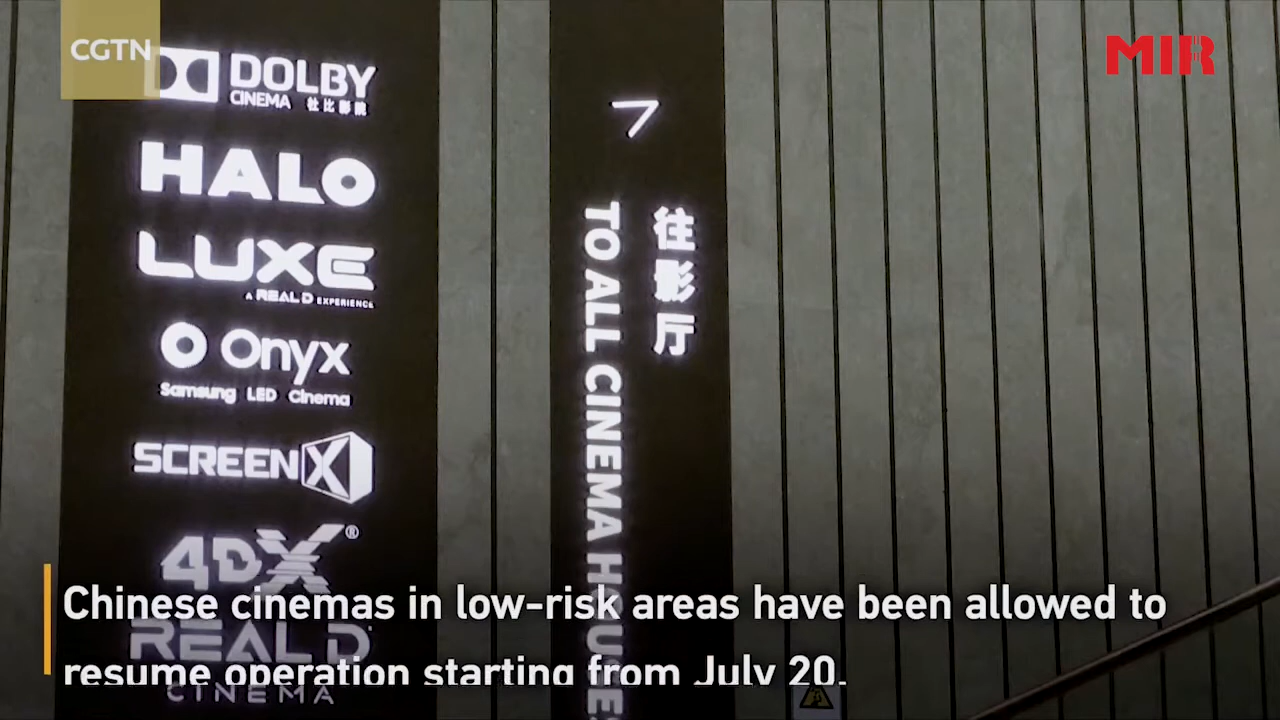 CGTN
MIR
DOLBY
CINEMA 杜比影院
HALO
LUXE
A REAL D EXPERIENCE
Onyx
Samsung LED Cinema
SCREENX
4DX®
REAL D
CINEMA
往影厅
TO ALL CINEMA HOUSES
Chinese cinemas in low-risk areas have been allowed to
resume operation starting from July 20.